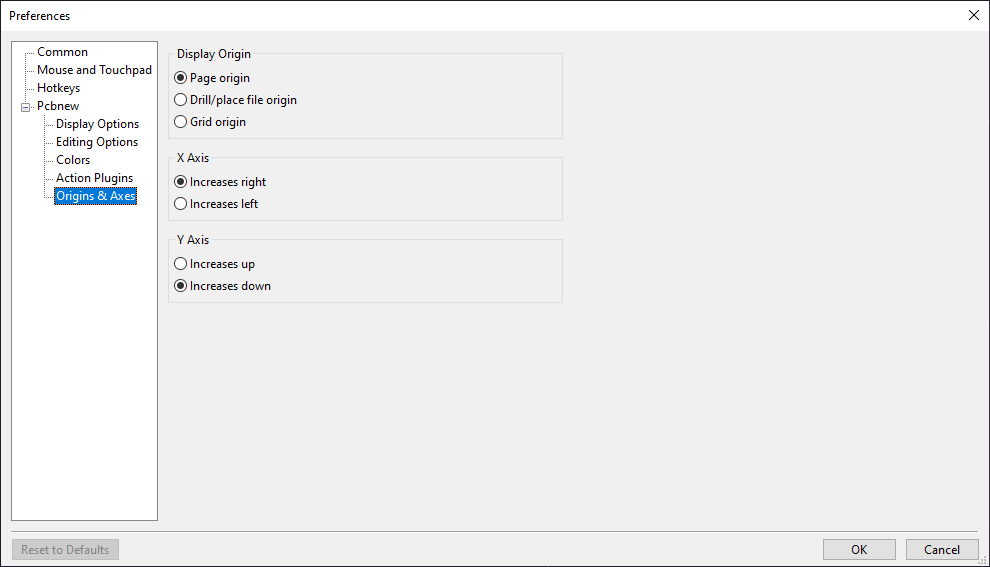 Preferences
Common
Mouse and Touchpad
Hotkeys
Pcbnew
Display Options
Editing Options
Colors
Action Plugins
Origins & Axes
Display Origin
Page origin
Drill/place file origin
Grid origin
X Axis
Increases right
Increases left
Y Axis
Increases up
Increases down
Reset to Defaults
OK
Cancel